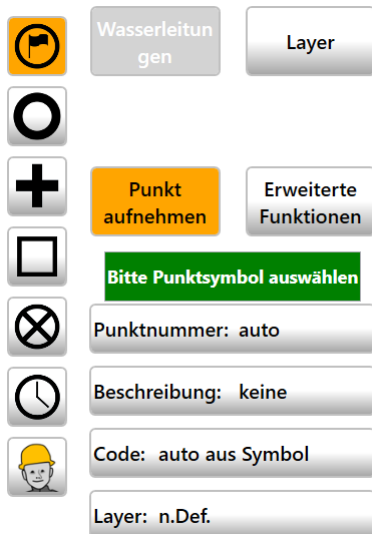 Wasserleitun
gen
Layer
Punkt
aufnehmen
Erweiterte
Funktionen
Bitte Punktsymbol auswählen
Punktnummer: auto
Beschreibung: keine
Code: auto aus Symbol
Layer: n.Def.